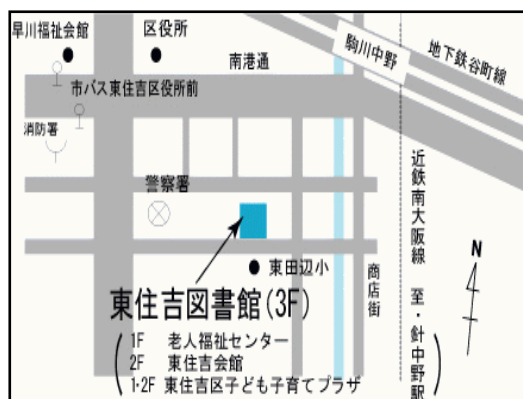 早川福祉会館
区役所
南港通
駒川中野
地下鉄谷町線
市バス東住吉区役所前
消防署
警察署
近鉄南大阪線 至・針中野駅
N
東田辺小
商店街
東住吉図書館(3F)
1F 老人福祉センター
2F 東住吉会館
1・2F 東住吉区子ども子育てプラザ